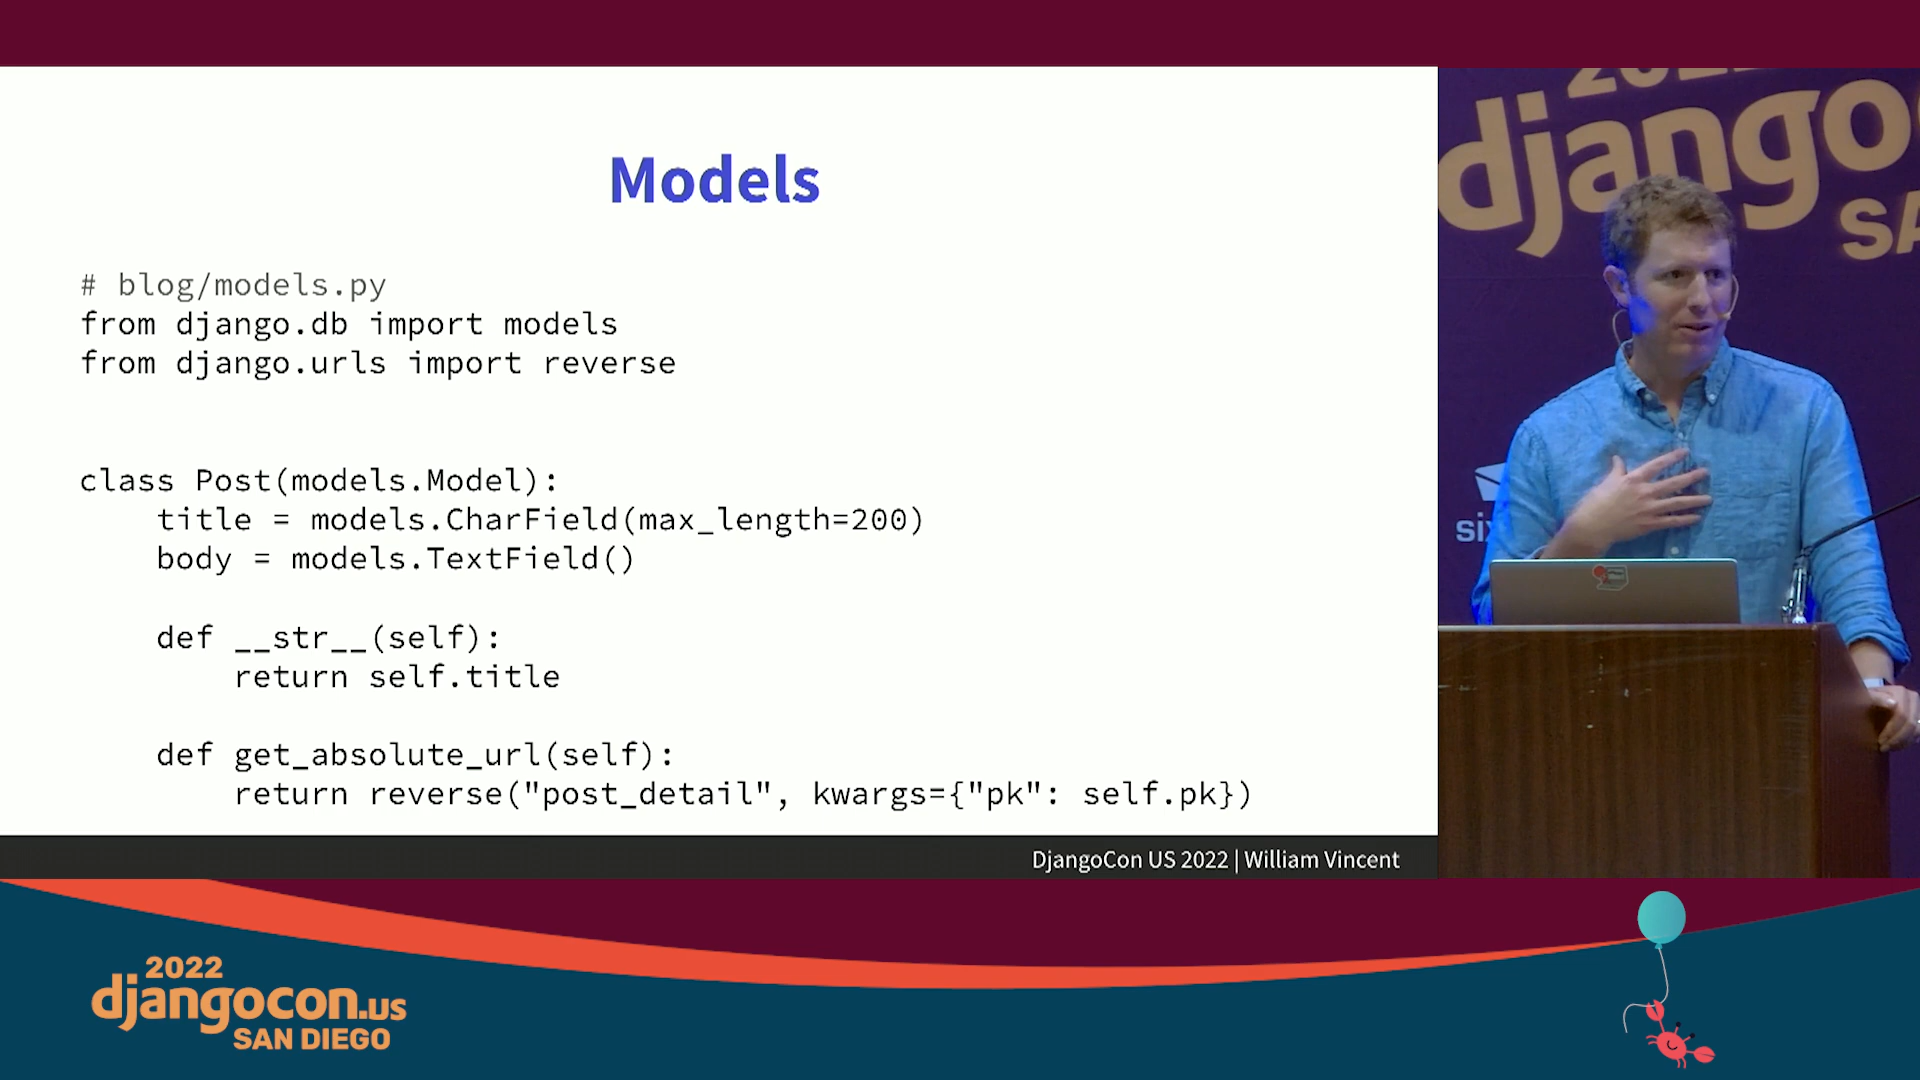 Models
# blog/models.py
from django.db import models
from django.urls import reverse
class Post(models.Model):
    title = models.CharField(max_length=200)
    body = models.TextField()
    def __str__(self):
        return self.title
    def get_absolute_url(self):
        return reverse("post_detail", kwargs={"pk": self.pk})
DjangoCon US 2022 | William Vincent
django
SA
six
2022
djangocon.us
SAN DIEGO